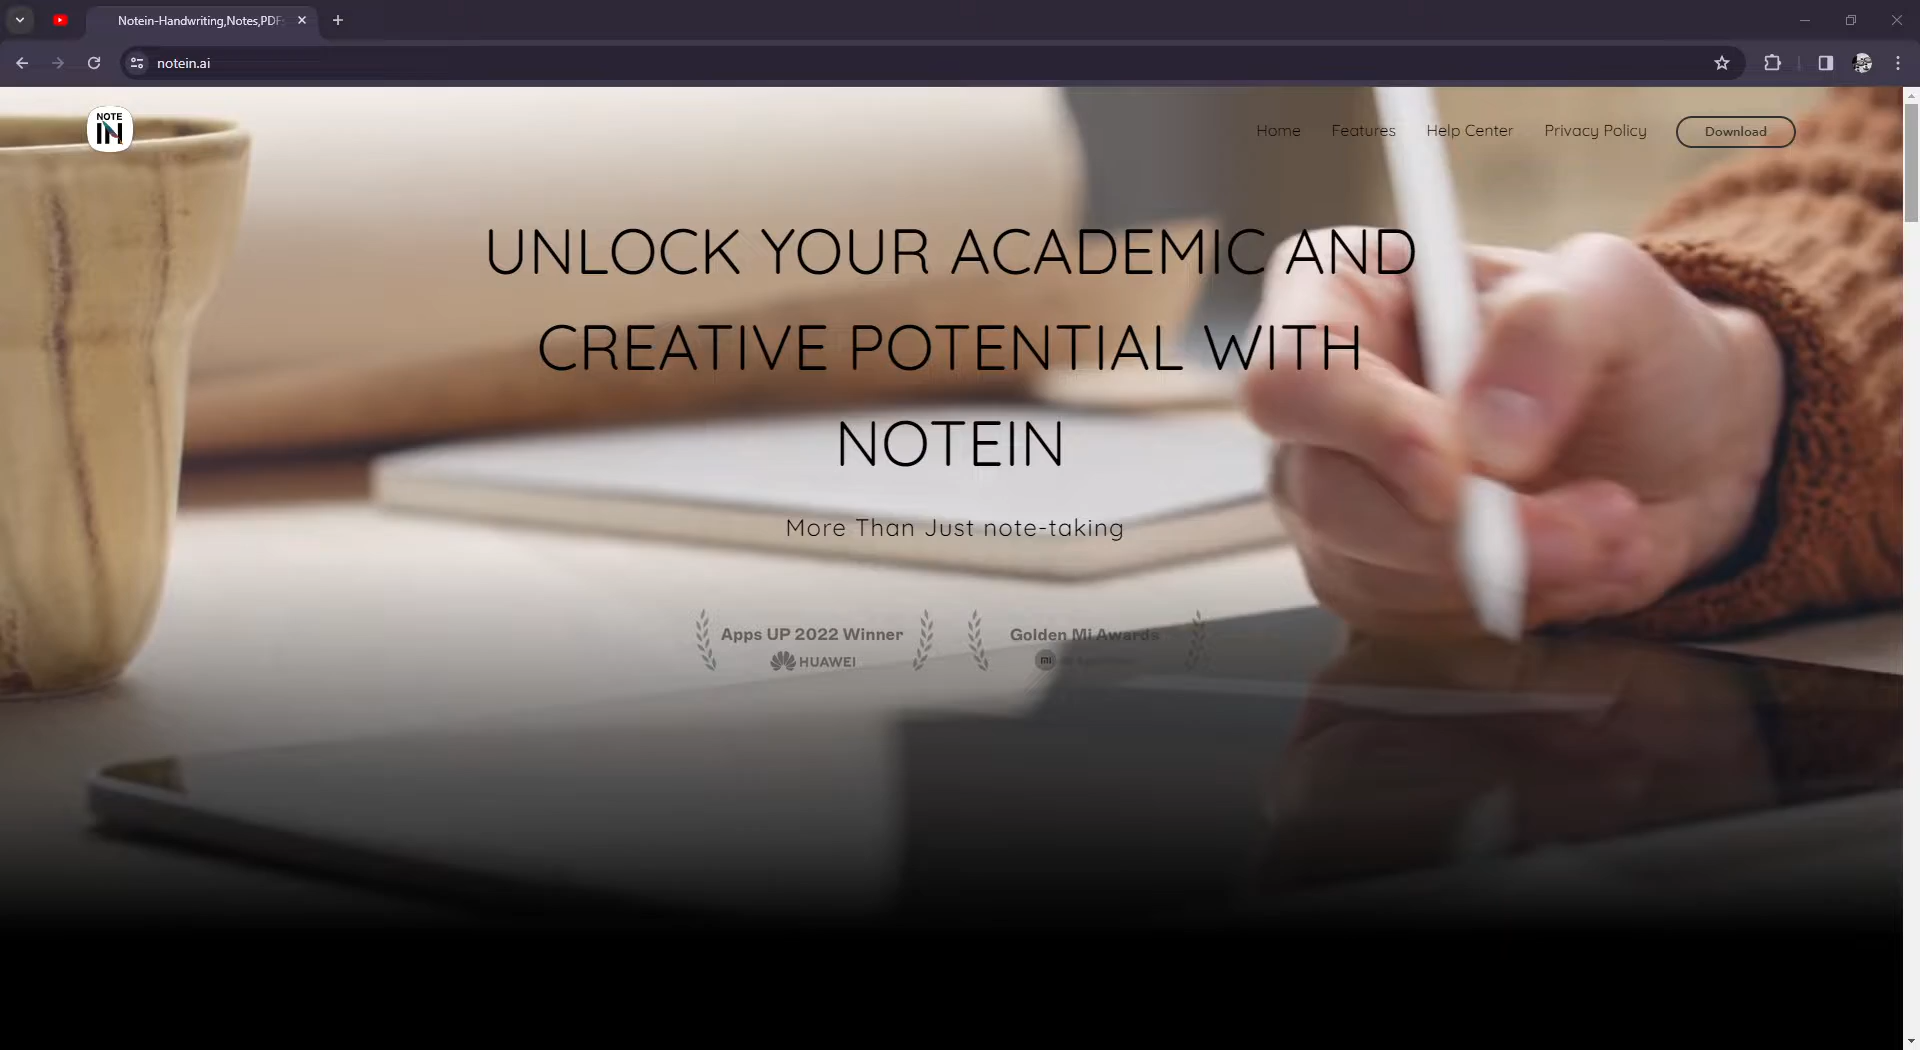 Notein-Handwriting,Notes,PDF
notein.ai
NOTE
IN
Home Features Help Center Privacy Policy Download
UNLOCK YOUR ACADEMIC AND
CREATIVE POTENTIAL WITH
NOTEIN
More Than Just note-taking
Apps UP 2022 Winner
HUAWEI
Golden Mi Awards
MI